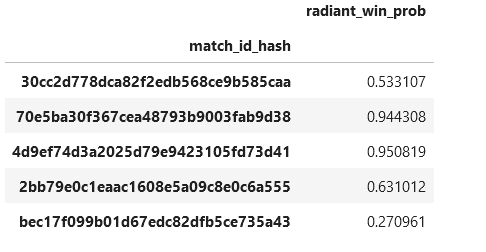 radiant_win_prob
match_id_hash
30cc2d778dca82f2edb568ce9b585caa 0.533107
70e5ba30f367cea48793b9003fab9d38 0.944308
4d9ef74d3a2025d79e9423105fd73d41 0.950819
2bb79e0c1eaac1608e5a09c8e0c6a555 0.631012
bec17f099b01d67edc82dfb5ce735a43 0.270961